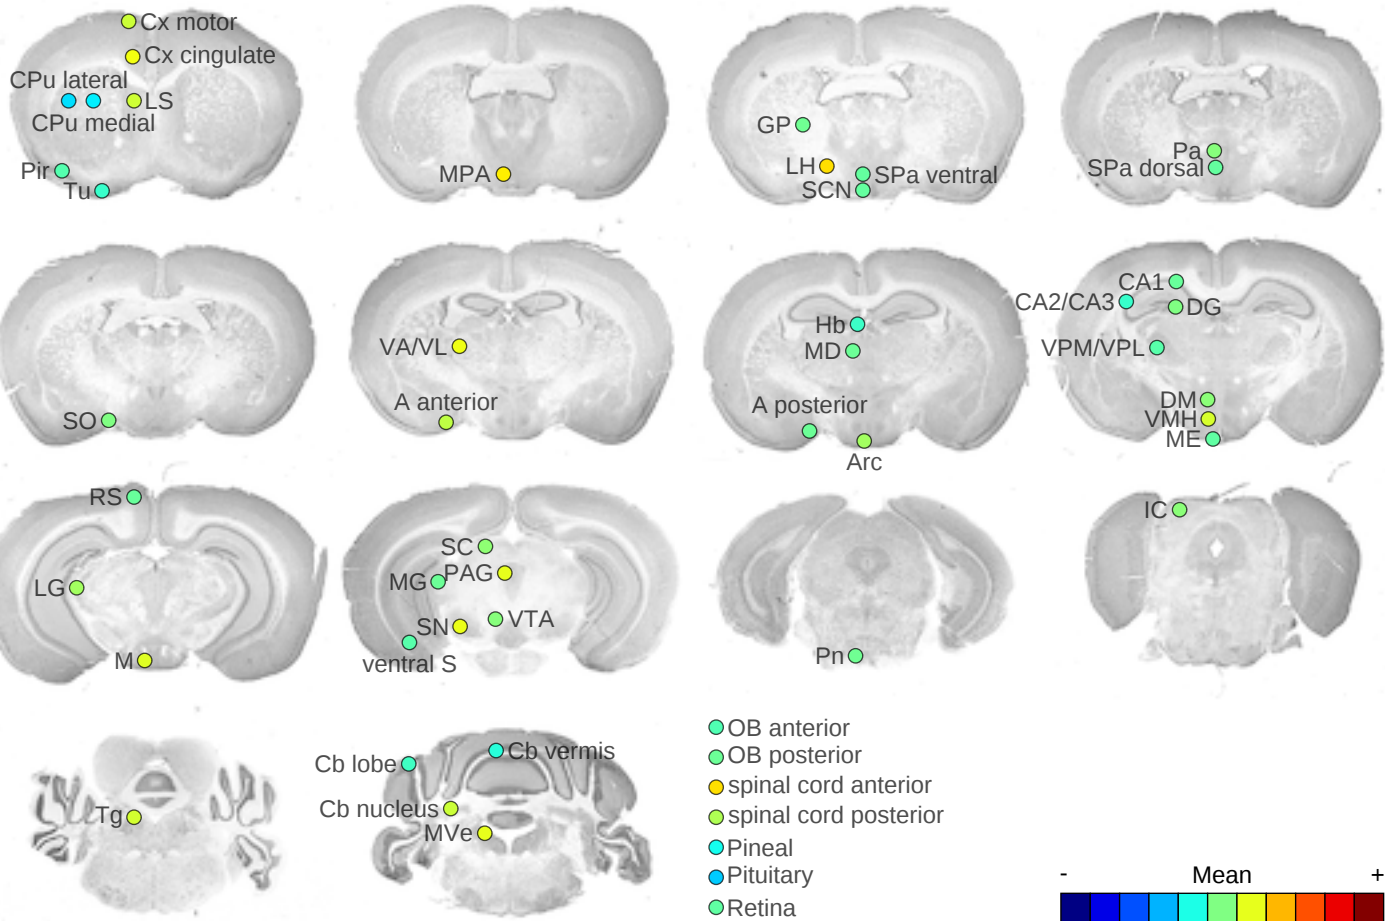 Cx motor
Cx cingulate
CPu lateral
LS
CPu medial
Pir
Tu
MPA
GP
LH
SPa ventral
SCN
Pa
SPa dorsal
SO
VA/VL
A anterior
Hb
MD
A posterior
Arc
CA1
CA2/CA3
DG
VPM/VPL
DM
VMH
ME
RS
LG
M
SC
MG
PAG
SN
VTA
ventral S
Pn
IC
Tg
Cb lobe
Cb vermis
Cb nucleus
MVe
OB anterior
OB posterior
spinal cord anterior
spinal cord posterior
Pineal
Pituitary
Retina
- Mean +